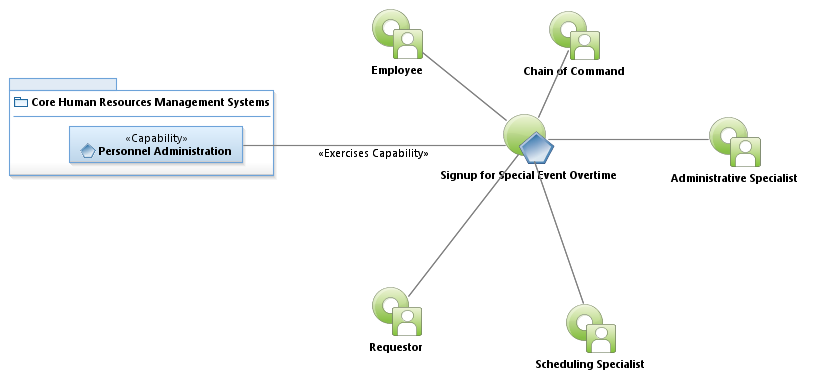 Employee
Chain of Command
Core Human Resources Management Systems
«Capability»
Personnel Administration
«Exercises Capability»
Signup for Special Event Overtime
Administrative Specialist
Requestor
Scheduling Specialist